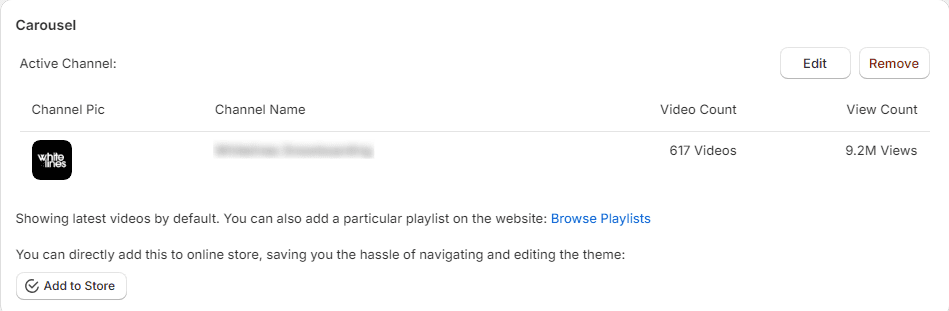 Carousel
Active Channel:
Edit
Remove
Channel Pic
Channel Name
Video Count
View Count
white
lines
617 Videos
9.2M Views
Showing latest videos by default. You can also add a particular playlist on the website: Browse Playlists
You can directly add this to online store, saving you the hassle of navigating and editing the theme:
Add to Store